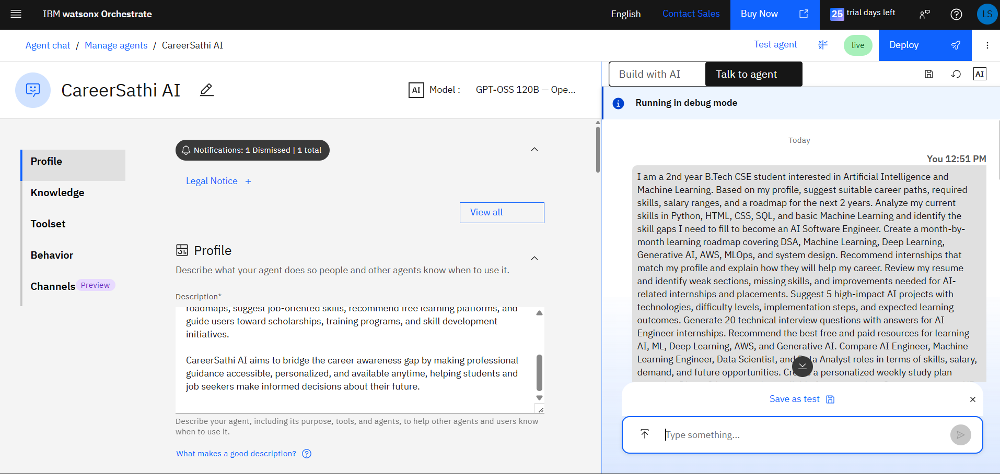 IBM watsonx Orchestrate
English
Contact Sales
Buy Now
25 trial days left
LS
Agent chat / Manage agents / CareerSathi AI
Test agent
live
Deploy
CareerSathi AI
AI Model :
GPT-OSS 120B — Ope...
Build with AI
Talk to agent
AI
Running in debug mode
Profile
Knowledge
Toolset
Behavior
Channels Preview
Notifications: 1 Dismissed | 1 total
Legal Notice +
View all
Profile
Describe what your agent does so people and other agents know when to use it.
Description*
roadmaps, suggest job-oriented skills, recommend free learning platforms, and
guide users toward scholarships, training programs, and skill development
initiatives.
CareerSathi AI aims to bridge the career awareness gap by making professional
guidance accessible, personalized, and available anytime, helping students and
job seekers make informed decisions about their future.
Describe your agent, including its purpose, tools, and agents, to help other agents and users know
when to use it.
What makes a good description?
Today
You 12:51 PM
I am a 2nd year B.Tech CSE student interested in Artificial Intelligence and
Machine Learning. Based on my profile, suggest suitable career paths, required
skills, salary ranges, and a roadmap for the next 2 years. Analyze my current
skills in Python, HTML, CSS, SQL, and basic Machine Learning and identify the
skill gaps I need to fill to become an AI Software Engineer. Create a month-by-
month learning roadmap covering DSA, Machine Learning, Deep Learning,
Generative AI, AWS, MLOps, and system design. Recommend internships that
match my profile and explain how they will help my career. Review my resume
and identify weak sections, missing skills, and improvements needed for AI-
related internships and placements. Suggest 5 high-impact AI projects with
technologies, difficulty levels, implementation steps, and expected learning
outcomes. Generate 20 technical interview questions with answers for AI
Engineer internships. Recommend the best free and paid resources for learning
AI, ML, Deep Learning, AWS, and Generative AI. Compare AI Engineer, Machine
Learning Engineer, Data Scientist, and Data Analyst roles in terms of skills, salary,
demand, and future opportunities. Create a personalized weekly study plan
Save as test
Type something...